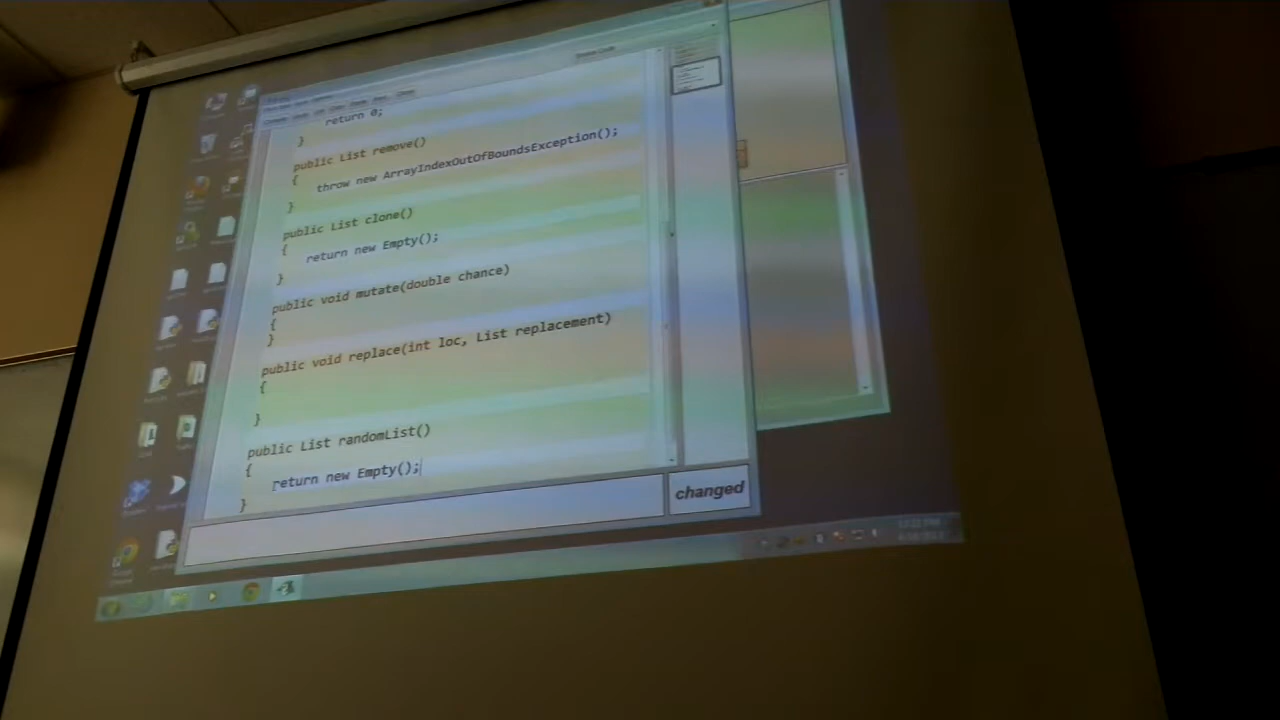 return 0;
}
public List remove()
{
throw new ArrayIndexOutOfBoundsException();
}
public List clone()
{
return new Empty();
}
public void mutate(double chance)
{
}
public void replace(int loc, List replacement)
{
}
public List randomList()
{
return new Empty();
}
changed